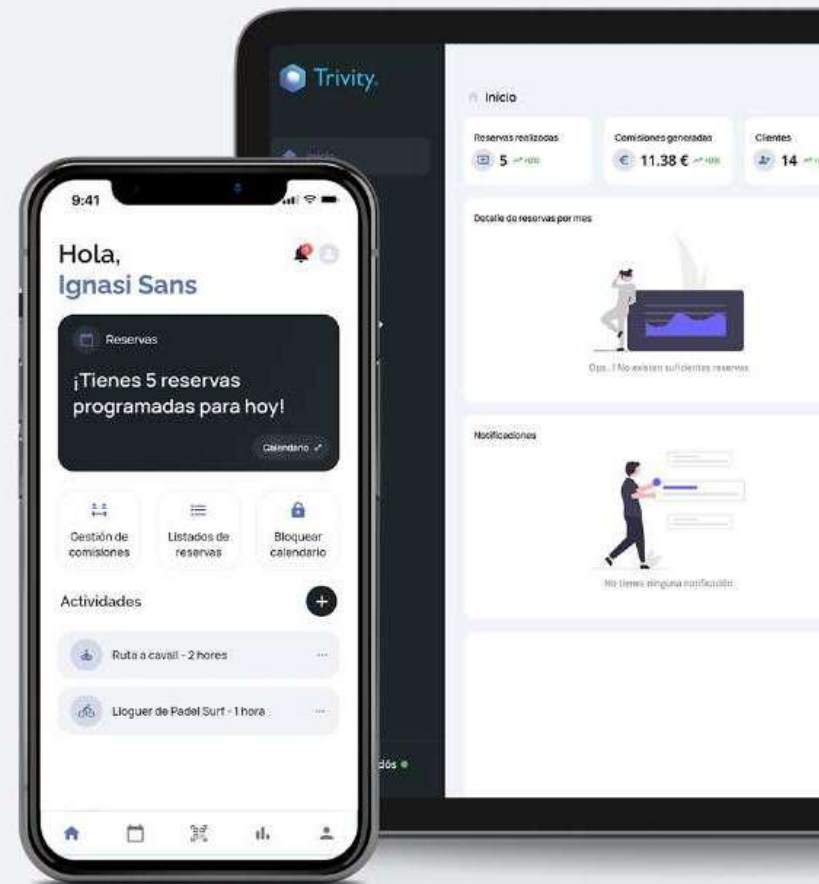 Trivity.
Inicio
Inicio
Reservas realizadas
5
Comisiones generadas
€ 11.38 €
Clientes
14
Detalle de reservas por mes
Ops..! No existen suficientes reservas
Notificaciones
No tienes ninguna notificación
dós
9:41
Hola,
Ignasi Sans
Reservas
¡Tienes 5 reservas
programadas para hoy!
Calendario
Gestión de
comisiones
Listados de
reservas
Bloquear
calendario
Actividades
Ruta a cavall - 2 hores
Lloguer de Padel Surf - 1 hora